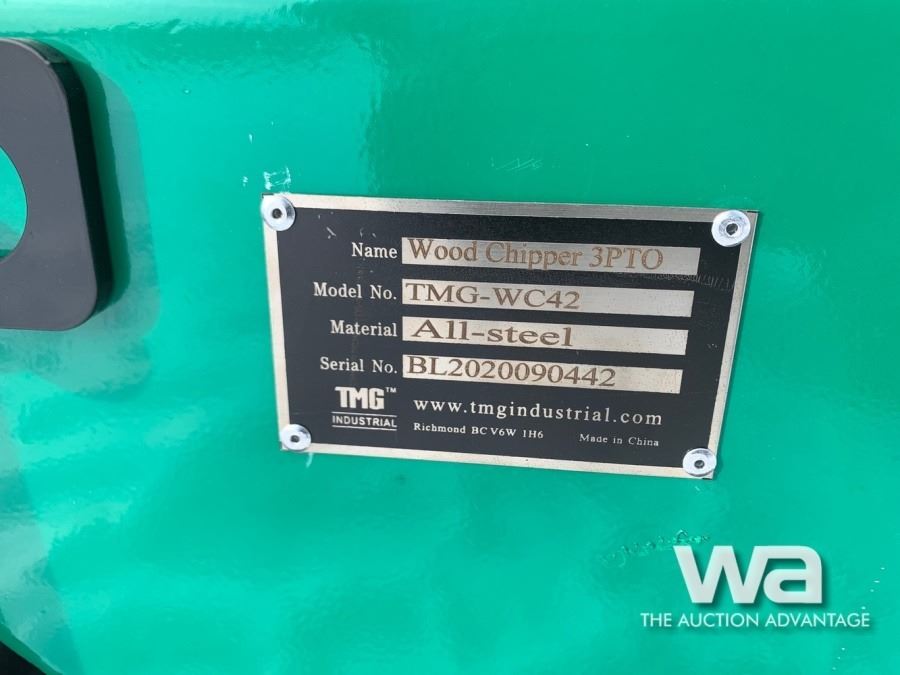 Name Wood Chipper 3PTO
Model No. TMG-WC42
Material All-steel
Serial No. BL2020090442
TMG™
INDUSTRIAL
www.tmgindustrial.com
Richmond BC V6W 1H6 Made in China
wa
THE AUCTION ADVANTAGE